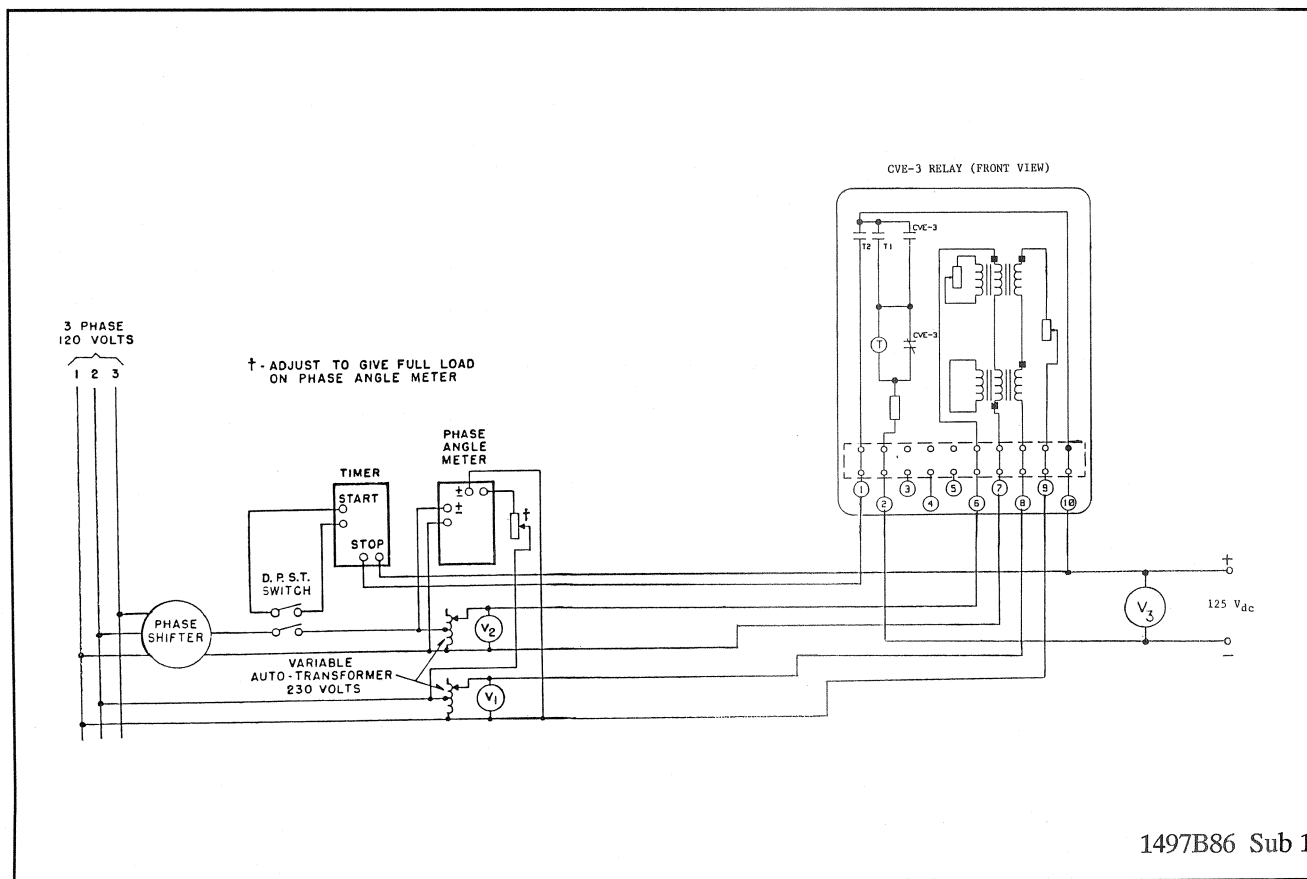 CVE-3 RELAY (FRONT VIEW)
CVE-3
T2
T1
CVE-3
T
3 PHASE
120 VOLTS
1 2 3
† - ADJUST TO GIVE FULL LOAD
ON PHASE ANGLE METER
PHASE
ANGLE
METER
TIMER
START
±
±
†
STOP
D. P. S.T.
SWITCH
1 2 3 4 5 6 7 8 9 10
PHASE
SHIFTER
V2
V3
+
125 Vdc
−
VARIABLE
AUTO-TRANSFORMER
230 VOLTS
V1
1497B86 Sub 1